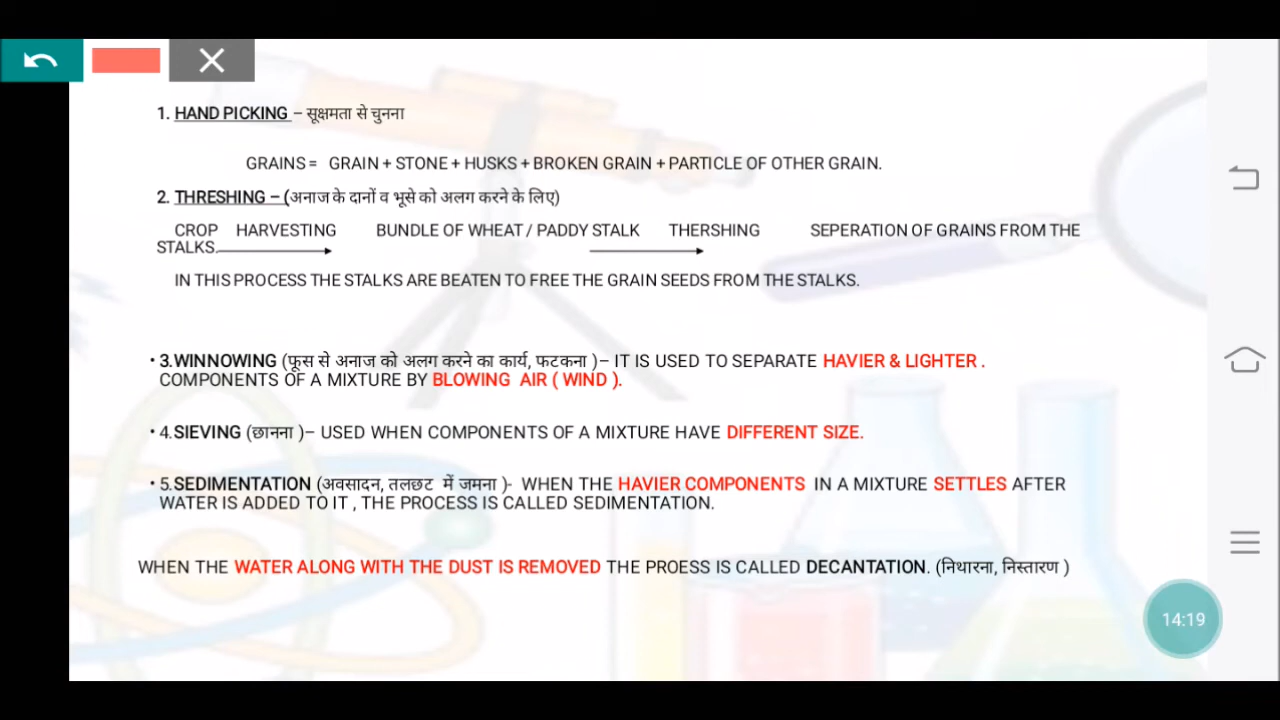 1. HAND PICKING – सूक्षमता से चुनना
GRAINS = GRAIN + STONE + HUSKS + BROKEN GRAIN + PARTICLE OF OTHER GRAIN.
2. THRESHING – (अनाज के दानों व भूसे को अलग करने के लिए)
CROP HARVESTING BUNDLE OF WHEAT / PADDY STALK THERSHING SEPERATION OF GRAINS FROM THE
STALKS.
IN THIS PROCESS THE STALKS ARE BEATEN TO FREE THE GRAIN SEEDS FROM THE STALKS.
• 3.WINNOWING (फूस से अनाज को अलग करने का कार्य, फटकना )– IT IS USED TO SEPARATE HAVIER & LIGHTER .
COMPONENTS OF A MIXTURE BY BLOWING AIR ( WIND ).
• 4.SIEVING (छानना )– USED WHEN COMPONENTS OF A MIXTURE HAVE DIFFERENT SIZE.
• 5.SEDIMENTATION (अवसादन, तलछट में जमना )- WHEN THE HAVIER COMPONENTS IN A MIXTURE SETTLES AFTER
WATER IS ADDED TO IT , THE PROCESS IS CALLED SEDIMENTATION.
WHEN THE WATER ALONG WITH THE DUST IS REMOVED THE PROESS IS CALLED DECANTATION. (निथारना, निस्तारण )
14:19